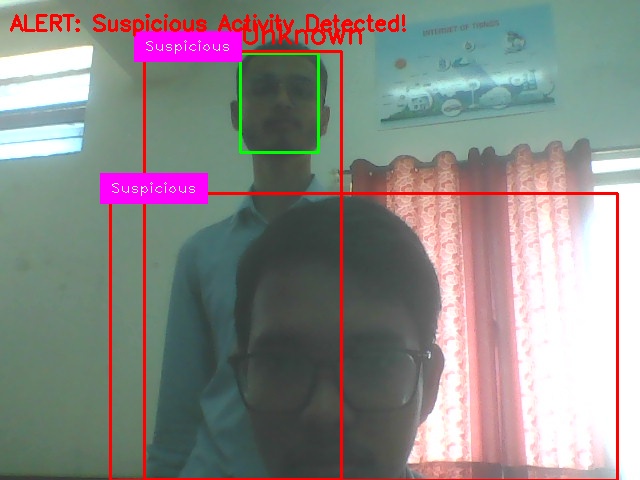 ALERT: Suspicious Activity Detected!
Unknown
Suspicious
INTERNET OF THINGS
Suspicious